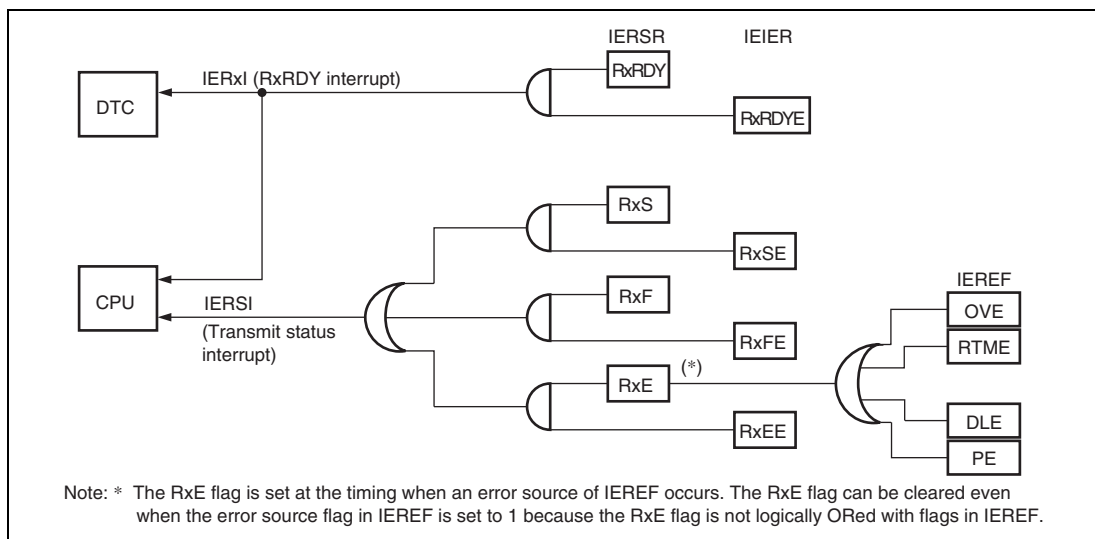 IERSR IEIER
RxRDY
IERxI (RxRDY interrupt)
DTC
RxRDYE
RxS
RxSE
IEREF
RxF
CPU
IERSI
OVE
(Transmit status
interrupt)
RxFE
RTME
(*)
RxE
DLE
RxEE
PE
Note: * The RxE flag is set at the timing when an error source of IEREF occurs. The RxE flag can be cleared even
when the error source flag in IEREF is set to 1 because the RxE flag is not logically ORed with flags in IEREF.